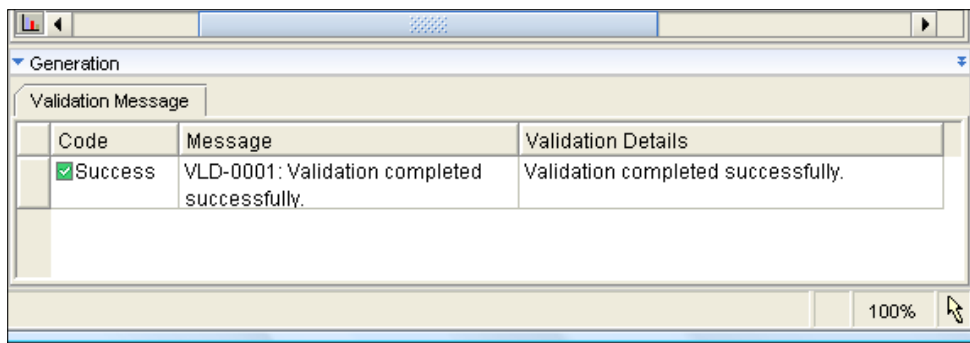 Generation
Validation Message
Code Message Validation Details
Success VLD-0001: Validation completed Validation completed successfully.
successfully.
100%